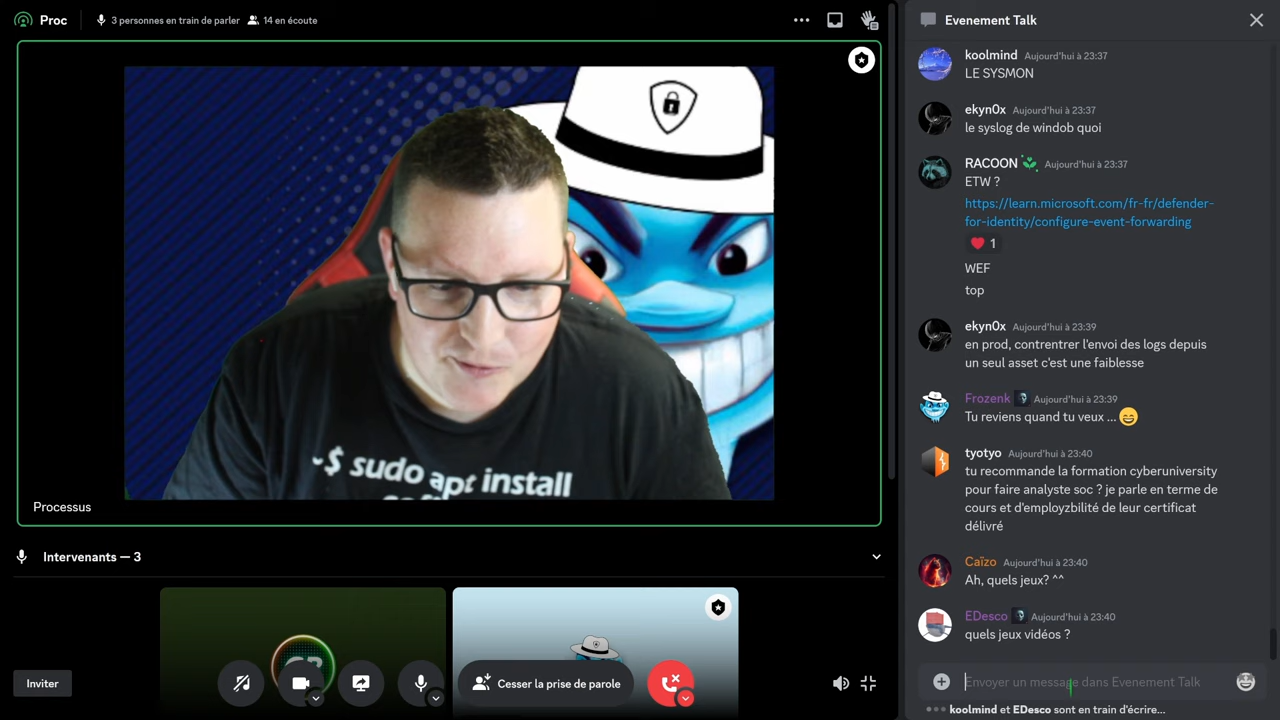 Proc
3 personnes en train de parler
14 en écoute
Evenement Talk
~$ sudo apt install
Processus
Intervenants — 3
Inviter
Cesser la prise de parole
koolmind Aujourd'hui à 23:37
LE SYSMON
ekyn0x Aujourd'hui à 23:37
le syslog de windob quoi
RACOON Aujourd'hui à 23:37
ETW ?
https://learn.microsoft.com/fr-fr/defender-
for-identity/configure-event-forwarding
1
WEF
top
ekyn0x Aujourd'hui à 23:39
en prod, contrentrer l'envoi des logs depuis
un seul asset c'est une faiblesse
Frozenk Aujourd'hui à 23:39
Tu reviens quand tu veux ...
tyotyo Aujourd'hui à 23:40
tu recommande la formation cyberuniversity
pour faire analyste soc ? je parle en terme de
cours et d'employzbilité de leur certificat
délivré
Caïzo Aujourd'hui à 23:40
Ah, quels jeux? ^^
EDesco Aujourd'hui à 23:40
quels jeux vidéos ?
Envoyer un message dans Evenement Talk
koolmind et EDesco sont en train d'écrire...